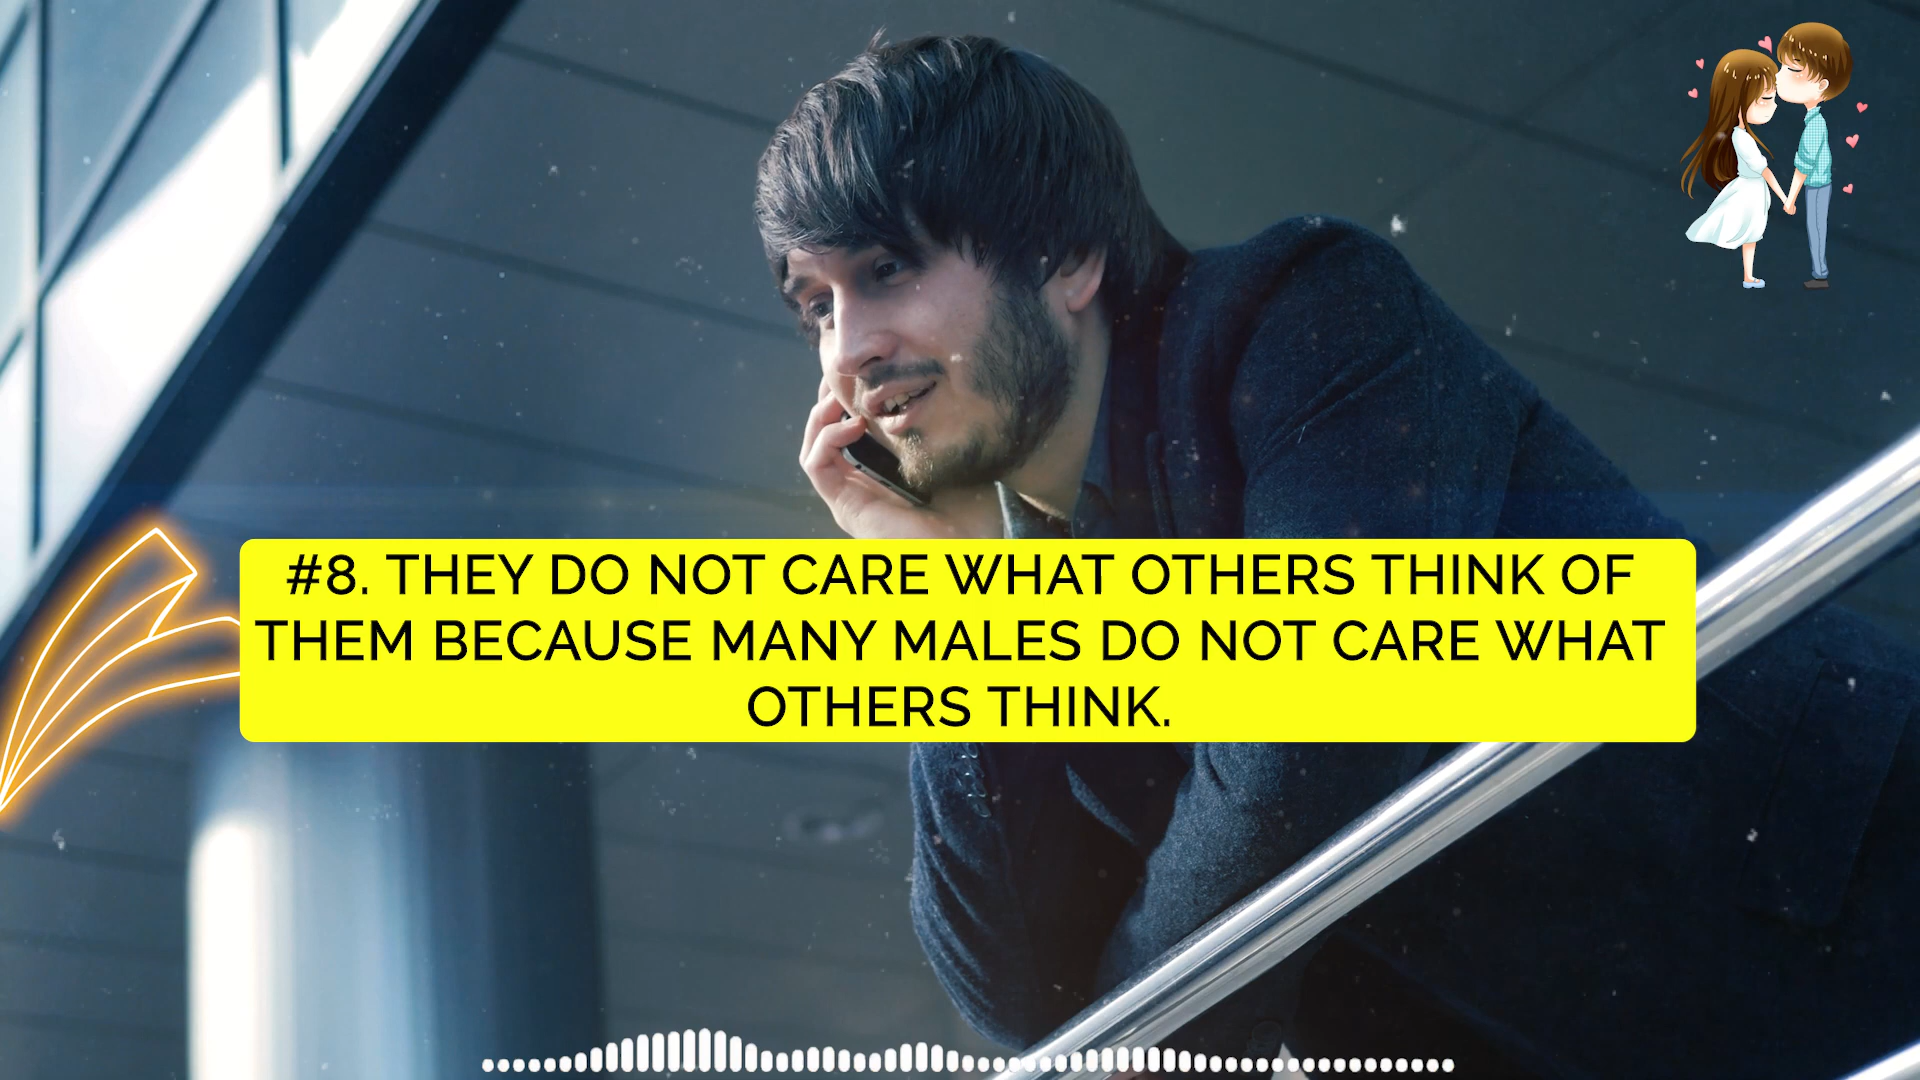 #8. THEY DO NOT CARE WHAT OTHERS THINK OF
THEM BECAUSE MANY MALES DO NOT CARE WHAT
OTHERS THINK.